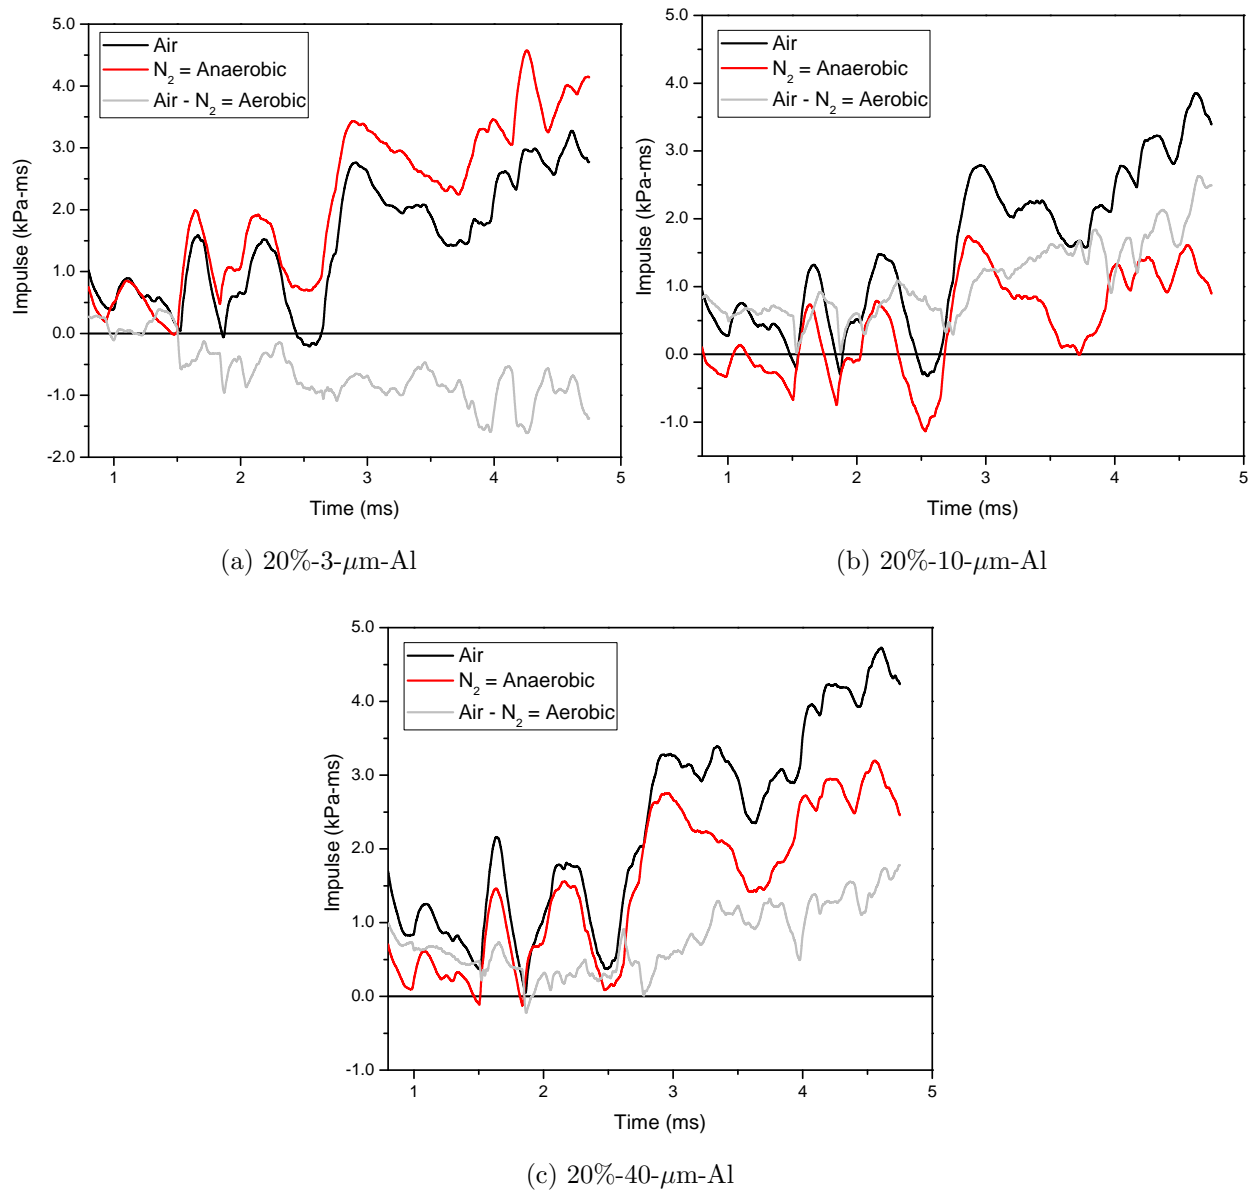 5.0
4.0
3.0
2.0
1.0
0.0
-1.0
-2.0
Impulse (kPa-ms)
Air
N₂ = Anaerobic
Air - N₂ = Aerobic
1 2 3 4 5
Time (ms)
(a) 20%-3-μm-Al
5.0
4.0
3.0
2.0
1.0
0.0
-1.0
Impulse (kPa-ms)
Air
N₂ = Anaerobic
Air - N₂ = Aerobic
1 2 3 4 5
Time (ms)
(b) 20%-10-μm-Al
5.0
4.0
3.0
2.0
1.0
0.0
-1.0
Impulse (kPa-ms)
Air
N₂ = Anaerobic
Air - N₂ = Aerobic
1 2 3 4 5
Time (ms)
(c) 20%-40-μm-Al